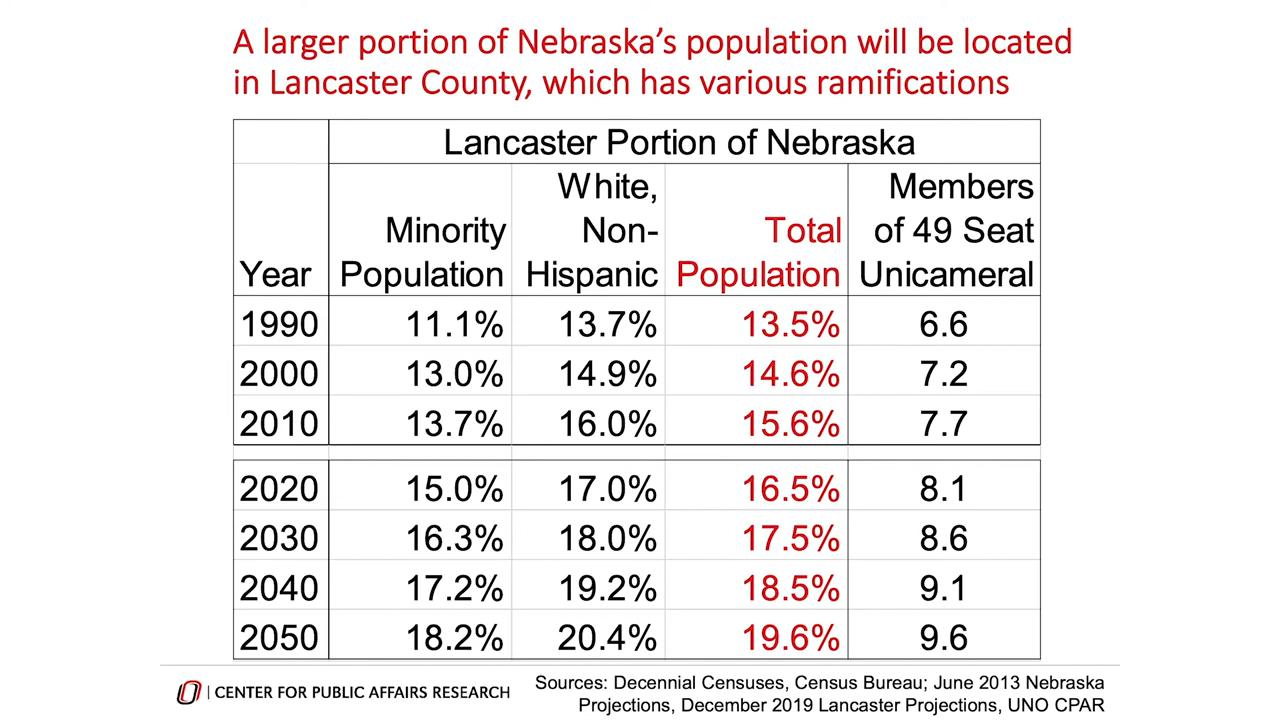 A larger portion of Nebraska's population will be located
in Lancaster County, which has various ramifications
Lancaster Portion of Nebraska
Year
Minority
Population
White,
Non-
Hispanic
Total
Population
Members
of 49 Seat
Unicameral
1990 11.1% 13.7% 13.5% 6.6
2000 13.0% 14.9% 14.6% 7.2
2010 13.7% 16.0% 15.6% 7.7
2020 15.0% 17.0% 16.5% 8.1
2030 16.3% 18.0% 17.5% 8.6
2040 17.2% 19.2% 18.5% 9.1
2050 18.2% 20.4% 19.6% 9.6
CENTER FOR PUBLIC AFFAIRS RESEARCH
Sources: Decennial Censuses, Census Bureau; June 2013 Nebraska
Projections, December 2019 Lancaster Projections, UNO CPAR